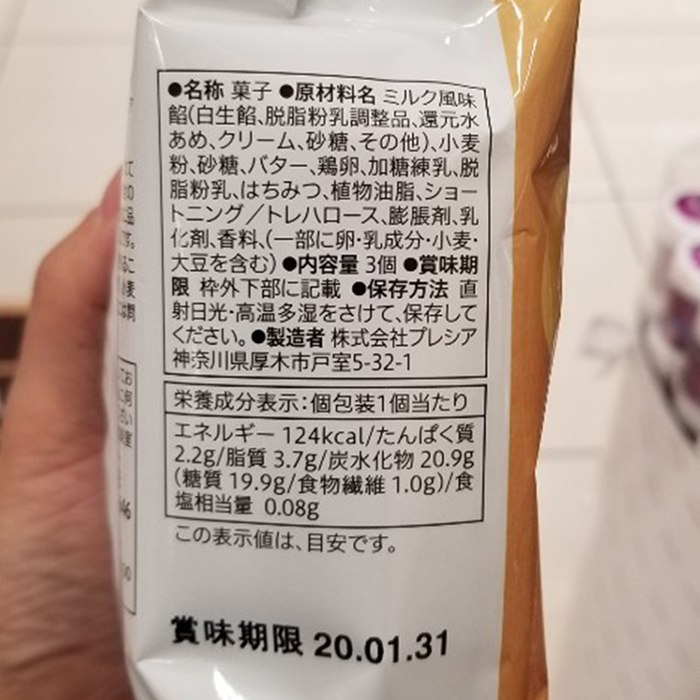 ●名称 菓子 ●原材料名 ミルク風味
餡(白生餡、脱脂粉乳調整品、還元水
あめ、クリーム、砂糖、その他)、小麦
粉、砂糖、バター、鶏卵、加糖練乳、脱
脂粉乳、はちみつ、植物油脂、ショー
トニング/トレハロース、膨脹剤、乳
化剤、香料、(一部に卵・乳成分・小麦・
大豆を含む) ●内容量 3個 ●賞味期
限 枠外下部に記載 ●保存方法 直
射日光・高温多湿をさけて、保存して
ください。●製造者 株式会社プレシア
神奈川県厚木市戸室5-32-1
栄養成分表示:個包装1個当たり
エネルギー 124kcal/たんぱく質
2.2g/脂質 3.7g/炭水化物 20.9g
(糖質 19.9g/食物繊維 1.0g)/食
塩相当量 0.08g
この表示値は、目安です。
賞味期限 20.01.31